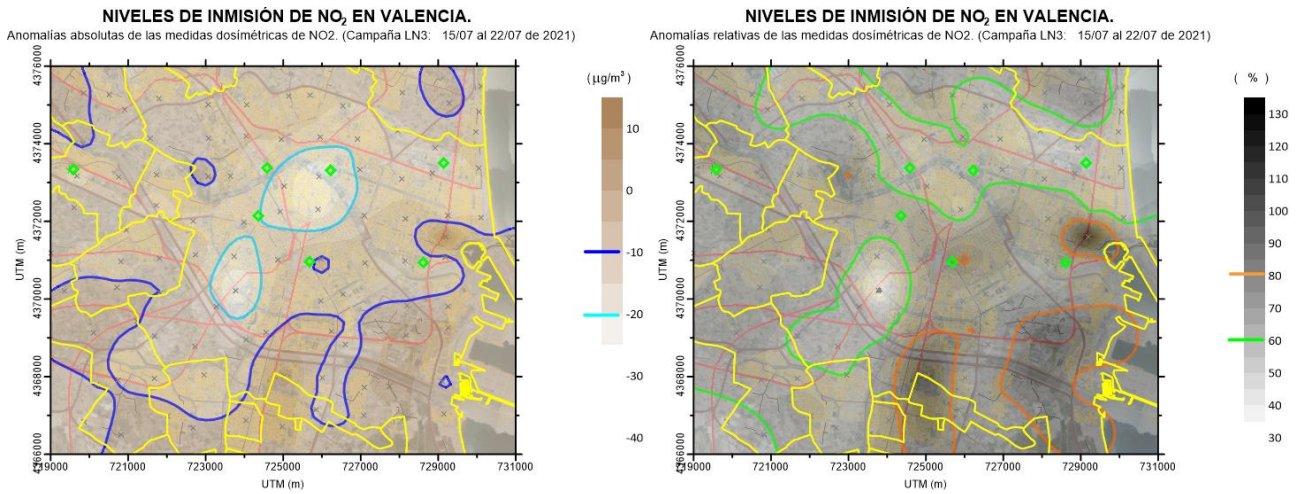 NIVELES DE INMISIÓN DE NO2 EN VALENCIA.
Anomalías absolutas de las medidas dosímétricas de NO2. (Campaña LN3: 15/07 al 22/07 de 2021)
4376000
4374000
4372000
4370000
4368000
4366000
UTM (m)
719000 721000 723000 725000 727000 729000 731000
UTM (m)
(μg/m³)
10
0
-10
-20
-30
-40
NIVELES DE INMISIÓN DE NO2 EN VALENCIA.
Anomalías relativas de las medidas dosímétricas de NO2. (Campaña LN3: 15/07 al 22/07 de 2021)
4376000
4374000
4372000
4370000
4368000
4366000
UTM (m)
719000 721000 723000 725000 727000 729000 731000
UTM (m)
( % )
130
120
110
100
90
80
70
60
50
40
30